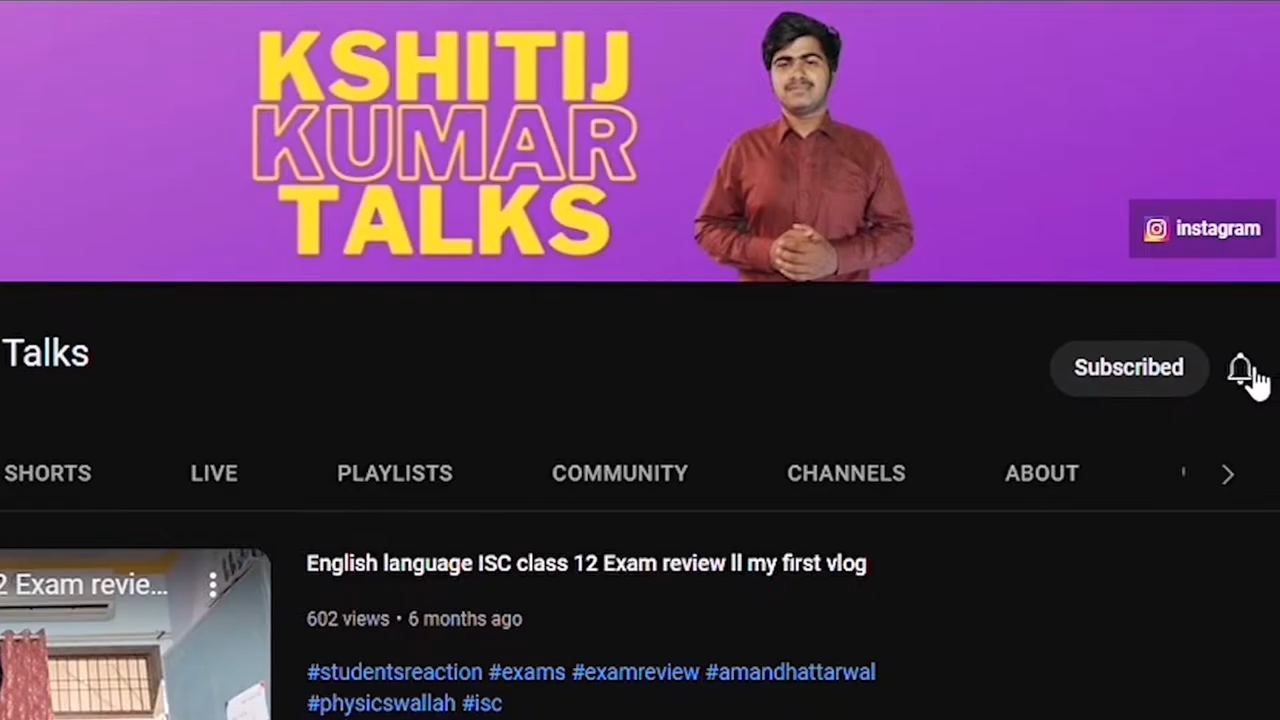 KSHITIJ
KUMAR
TALKS
instagram
Talks
Subscribed
SHORTS LIVE PLAYLISTS COMMUNITY CHANNELS ABOUT
English language ISC class 12 Exam review ll my first vlog
2 Exam revie...
602 views • 6 months ago
#studentsreaction #exams #examreview #amandhattarwal
#physicswallah #isc